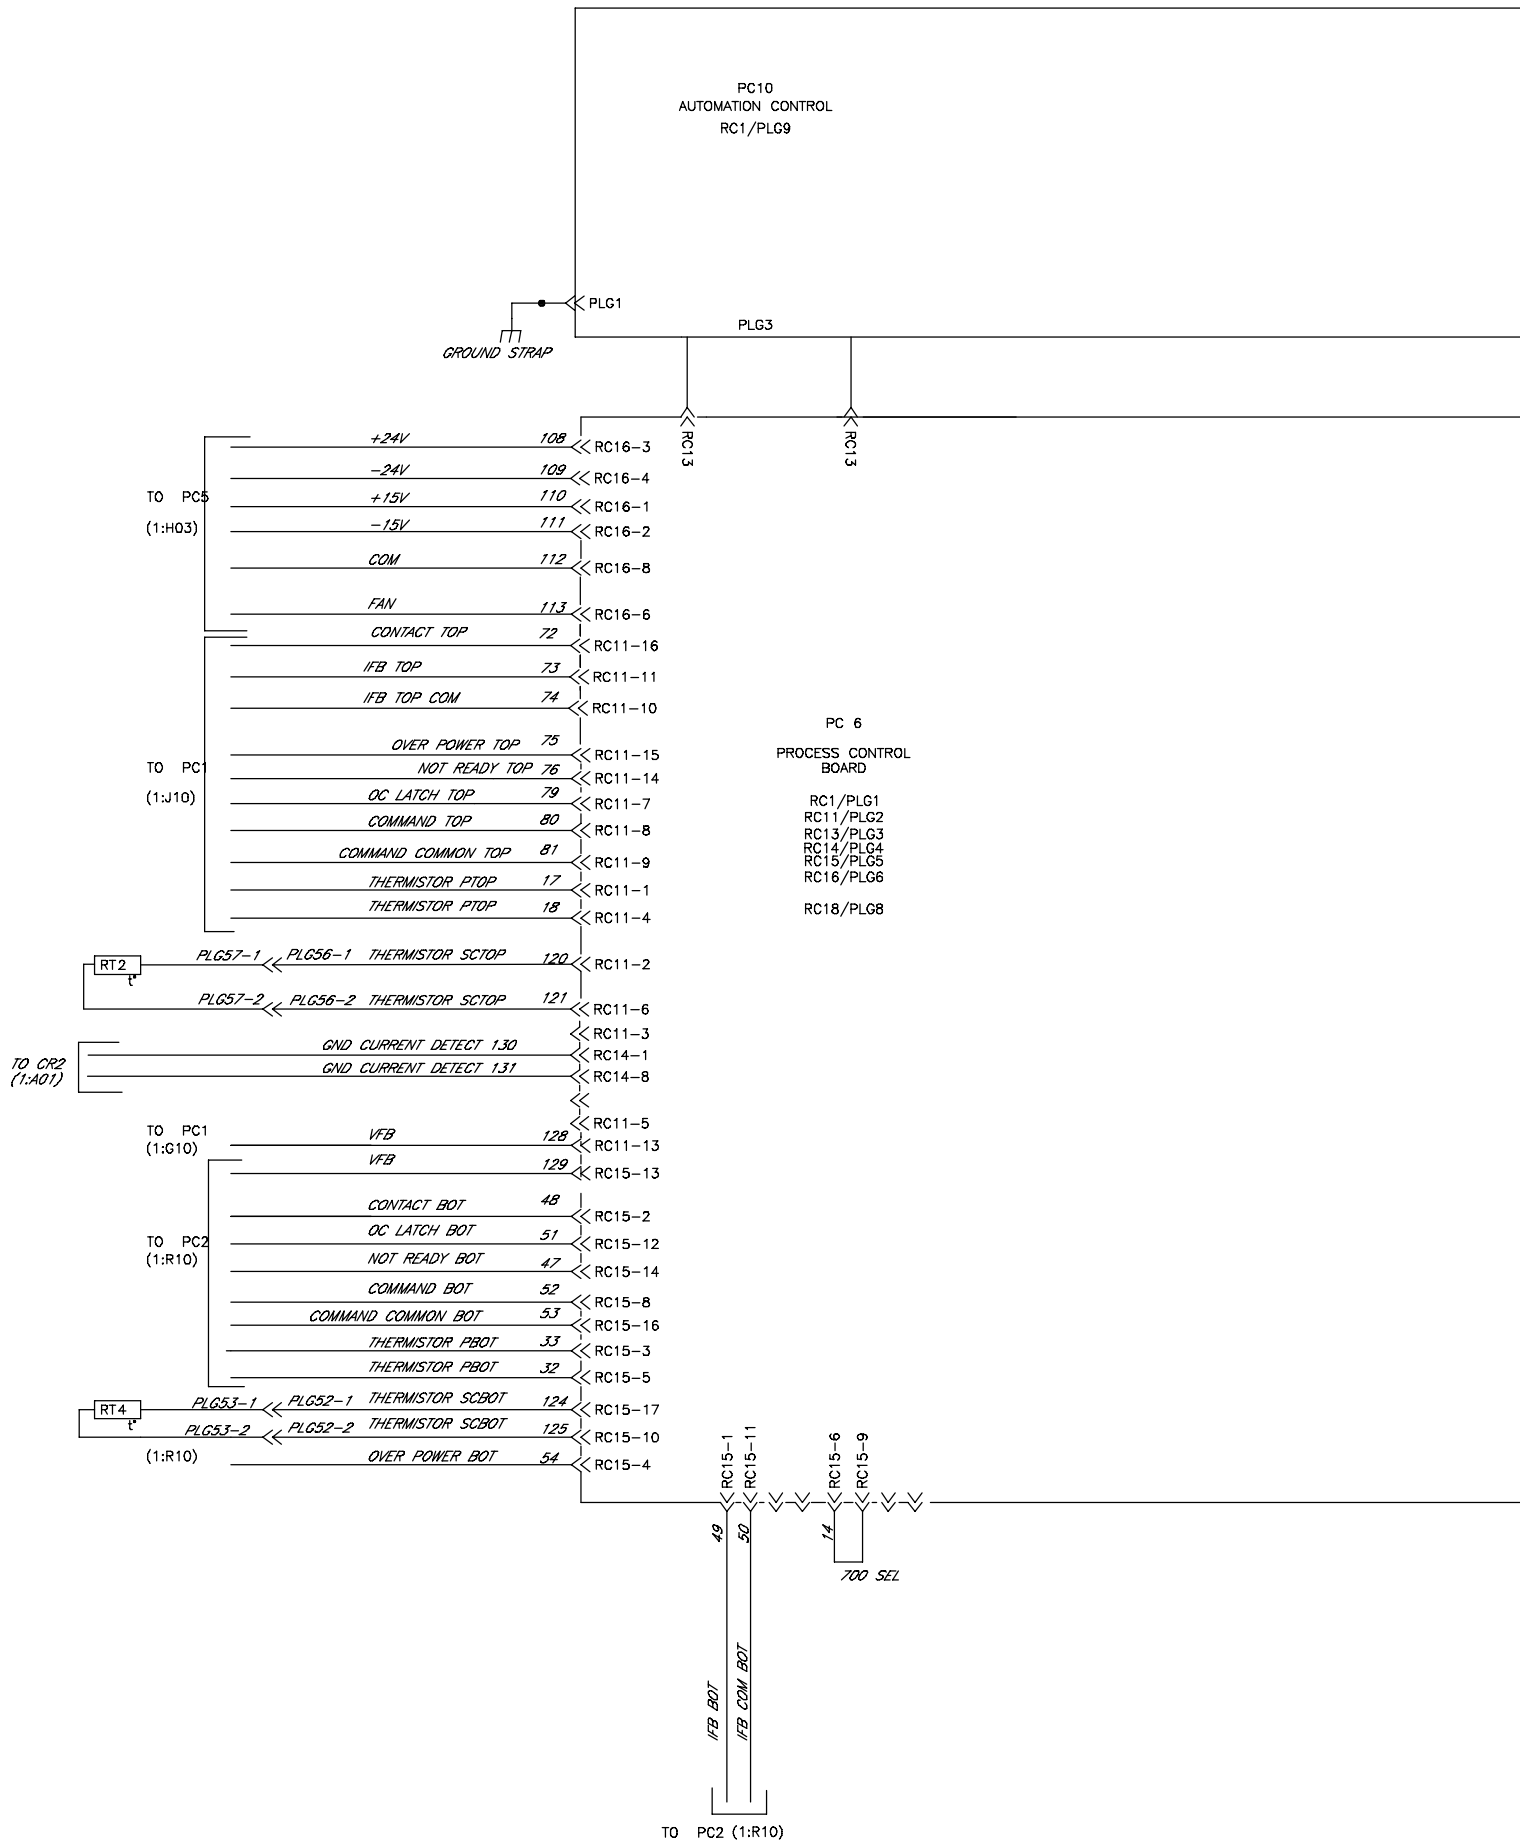 PC10
AUTOMATION CONTROL
RC1/PLG9
PLG1
GROUND STRAP
PLG3
RC13
RC13
TO PC5
(1:H03)
+24V 108 RC16-3
-24V 109 RC16-4
+15V 110 RC16-1
-15V 111 RC16-2
COM 112 RC16-8
FAN 113 RC16-6
TO PC1
(1:J10)
CONTACT TOP 72 RC11-16
IFB TOP 73 RC11-11
IFB TOP COM 74 RC11-10
OVER POWER TOP 75 RC11-15
NOT READY TOP 76 RC11-14
OC LATCH TOP 79 RC11-7
COMMAND TOP 80 RC11-8
COMMAND COMMON TOP 81 RC11-9
THERMISTOR PTOP 17 RC11-1
THERMISTOR PTOP 18 RC11-4
RT2
t°
PLG57-1 PLG56-1 THERMISTOR SCTOP 120 RC11-2
PLG57-2 PLG56-2 THERMISTOR SCTOP 121 RC11-6
RC11-3
TO CR2
(1:A01)
GND CURRENT DETECT 130 RC14-1
GND CURRENT DETECT 131 RC14-8
RC11-5
TO PC1
(1:G10)
VFB 128 RC11-13
VFB 129 RC15-13
TO PC2
(1:R10)
CONTACT BOT 48 RC15-2
OC LATCH BOT 51 RC15-12
NOT READY BOT 47 RC15-14
COMMAND BOT 52 RC15-8
COMMAND COMMON BOT 53 RC15-16
THERMISTOR PBOT 33 RC15-3
THERMISTOR PBOT 32 RC15-5
RT4
t°
PLG53-1 PLG52-1 THERMISTOR SCBOT 124 RC15-17
PLG53-2 PLG52-2 THERMISTOR SCBOT 125 RC15-10
(1:R10) OVER POWER BOT 54 RC15-4
PC 6
PROCESS CONTROL
BOARD
RC1/PLG1
RC11/PLG2
RC13/PLG3
RC14/PLG4
RC15/PLG5
RC16/PLG6
RC18/PLG8
RC15-1
RC15-11
RC15-6
RC15-9
49
50
14
700 SEL
IFB BOT
IFB COM BOT
TO PC2 (1:R10)